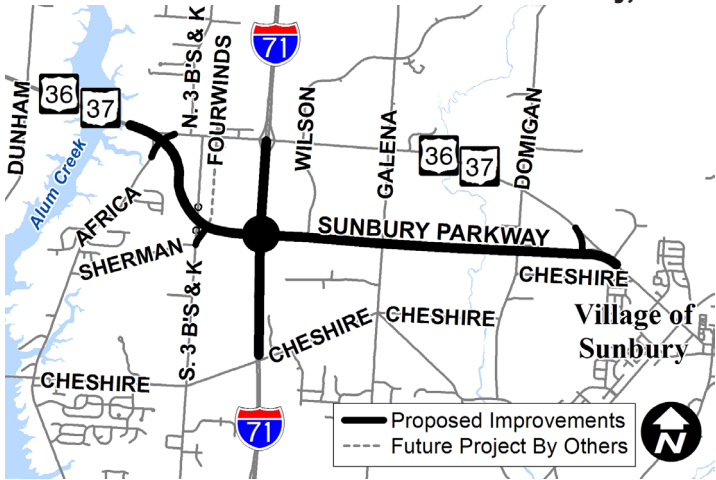 71
DUNHAM
36
37
N. 3 B'S & K
FOURWINDS
WILSON
GALENA
36
37
DOMIGAN
Alum Creek
AFRICA
SHERMAN
SUNBURY PARKWAY
CHESHIRE
S. 3 B'S & K
CHESHIRE
CHESHIRE
Village of
Sunbury
CHESHIRE
71
Proposed Improvements
Future Project By Others
N